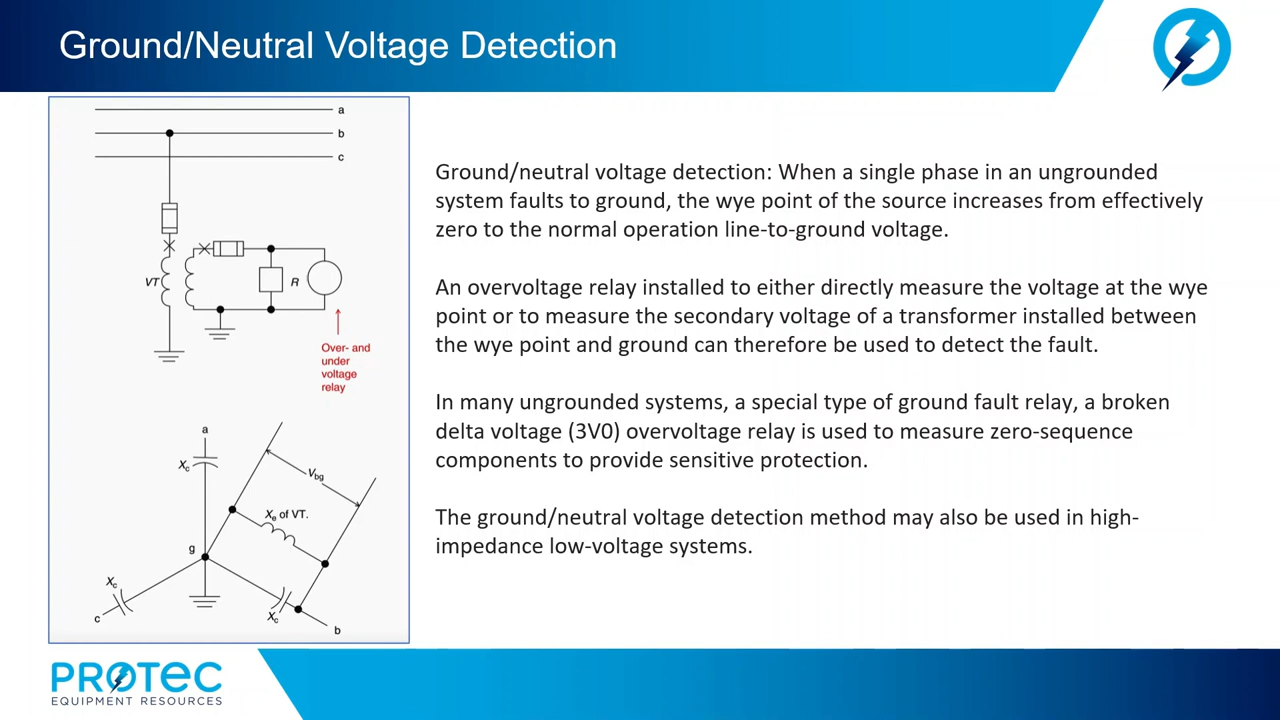 Ground/Neutral Voltage Detection
a
b
c
VT
R
Over- and
under
voltage
relay
a
Xc
Vbg
Xe of VT.
g
Xc
c
Xc
b
Ground/neutral voltage detection: When a single phase in an ungrounded
system faults to ground, the wye point of the source increases from effectively
zero to the normal operation line-to-ground voltage.
An overvoltage relay installed to either directly measure the voltage at the wye
point or to measure the secondary voltage of a transformer installed between
the wye point and ground can therefore be used to detect the fault.
In many ungrounded systems, a special type of ground fault relay, a broken
delta voltage (3V0) overvoltage relay is used to measure zero-sequence
components to provide sensitive protection.
The ground/neutral voltage detection method may also be used in high-
impedance low-voltage systems.
PROTEC
EQUIPMENT RESOURCES